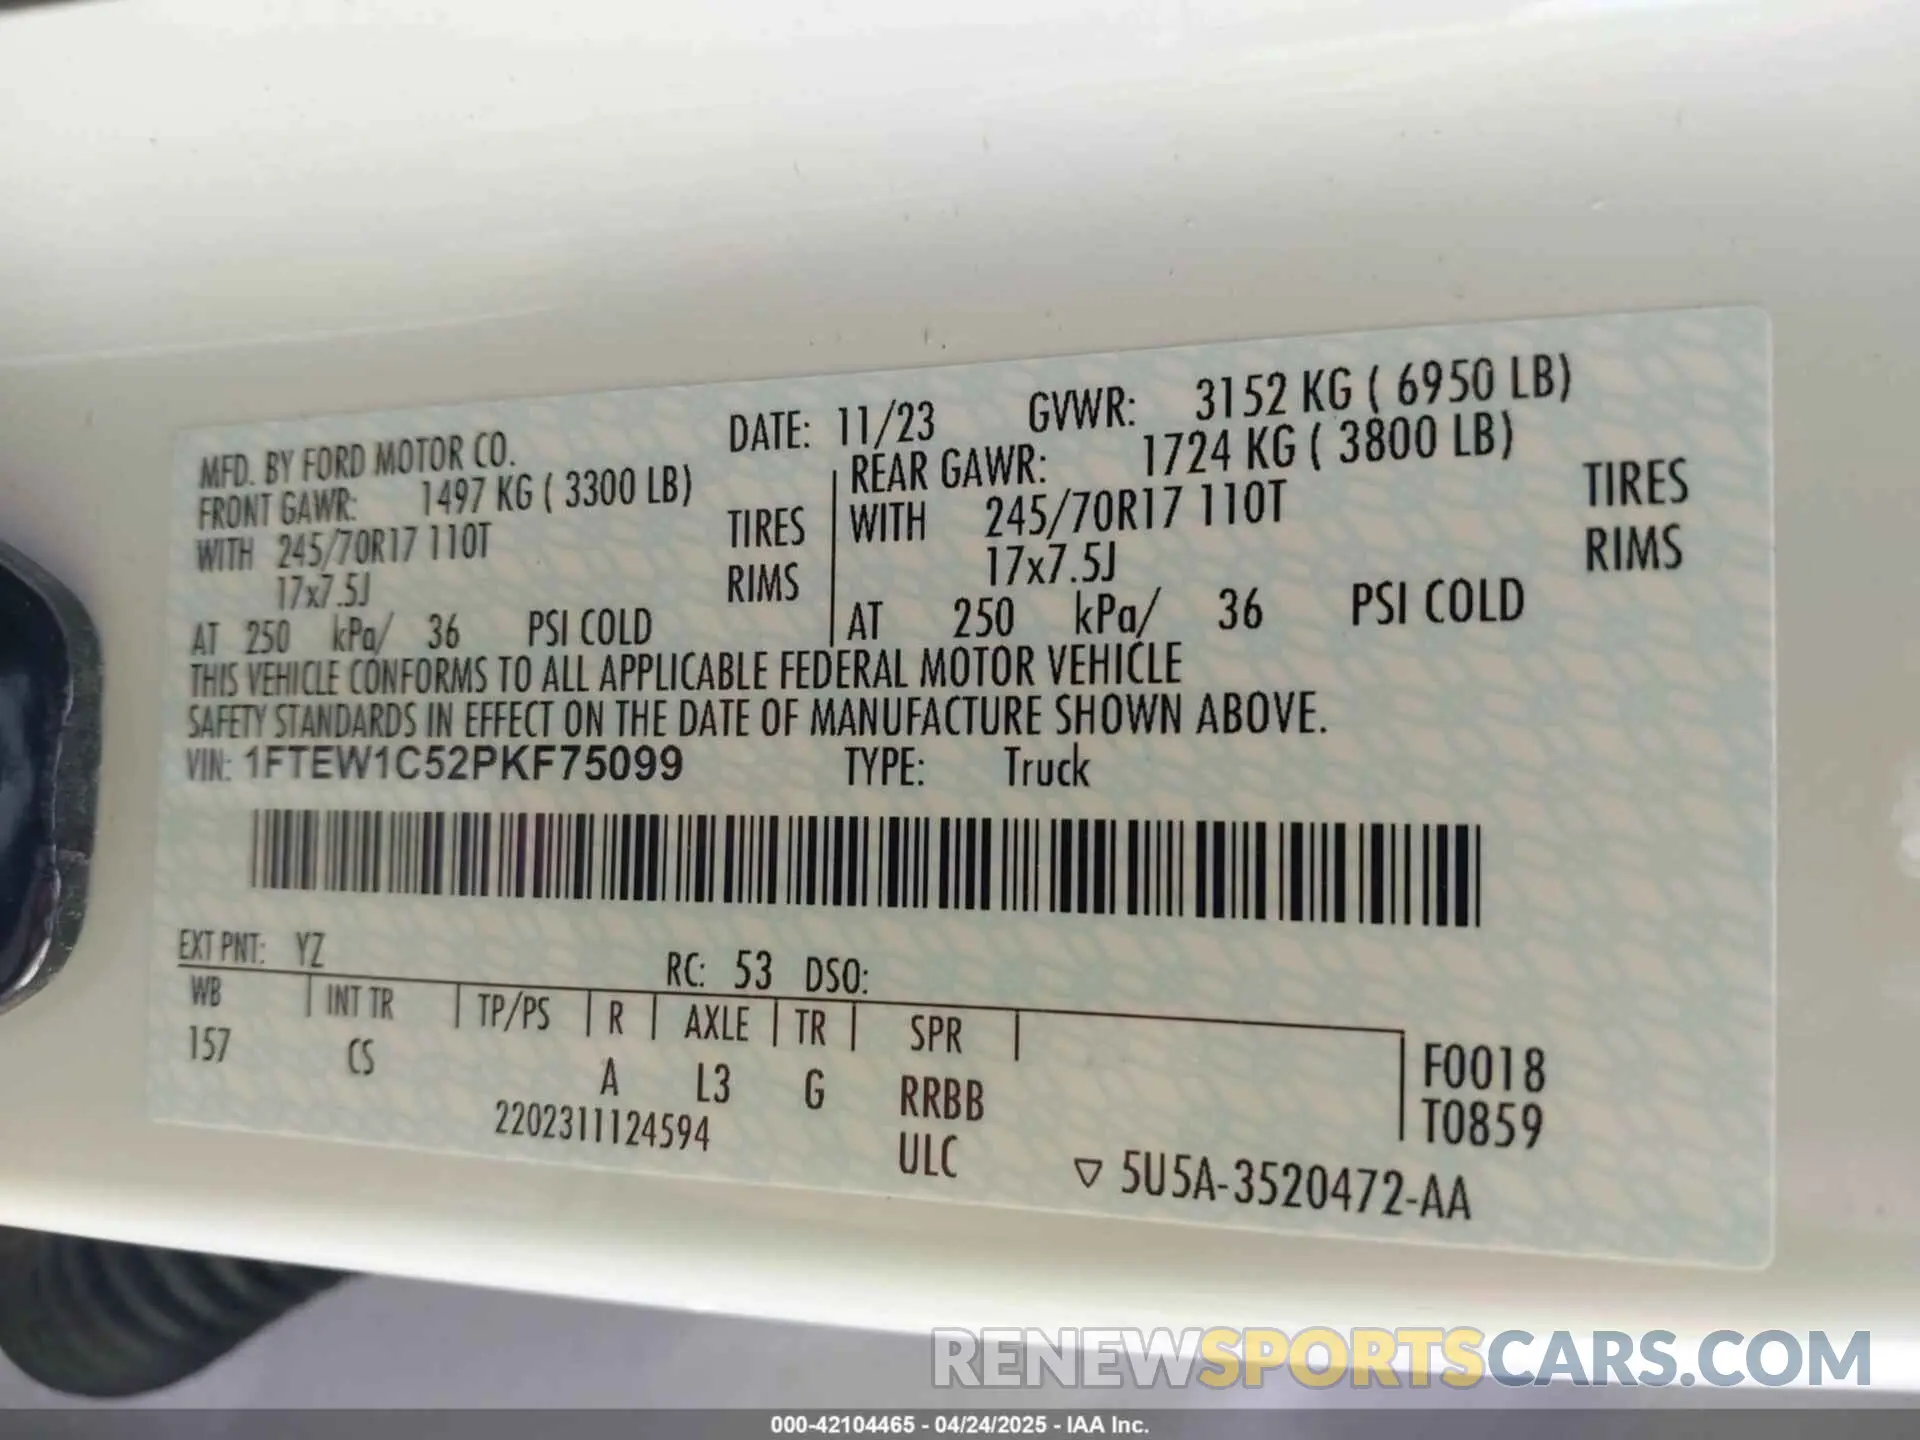 MFD. BY FORD MOTOR CO. DATE: 11/23 GVWR: 3152 KG ( 6950 LB)
FRONT GAWR: 1497 KG ( 3300 LB) REAR GAWR: 1724 KG ( 3800 LB)
WITH 245/70R17 110T TIRES WITH 245/70R17 110T TIRES
17x7.5J RIMS 17x7.5J RIMS
AT 250 kPa/ 36 PSI COLD AT 250 kPa/ 36 PSI COLD
THIS VEHICLE CONFORMS TO ALL APPLICABLE FEDERAL MOTOR VEHICLE
SAFETY STANDARDS IN EFFECT ON THE DATE OF MANUFACTURE SHOWN ABOVE.
VIN: 1FTEW1C52PKF75099 TYPE: Truck
EXT PNT: YZ RC: 53 DSO:
WB INT TR TP/PS R AXLE TR SPR
157 CS A L3 G RRBB F0018
2202311124594 ULC T0859
▽ 5U5A-3520472-AA
RENEWSPORTSCARS.COM
000-42104465 - 04/24/2025 - IAA Inc.